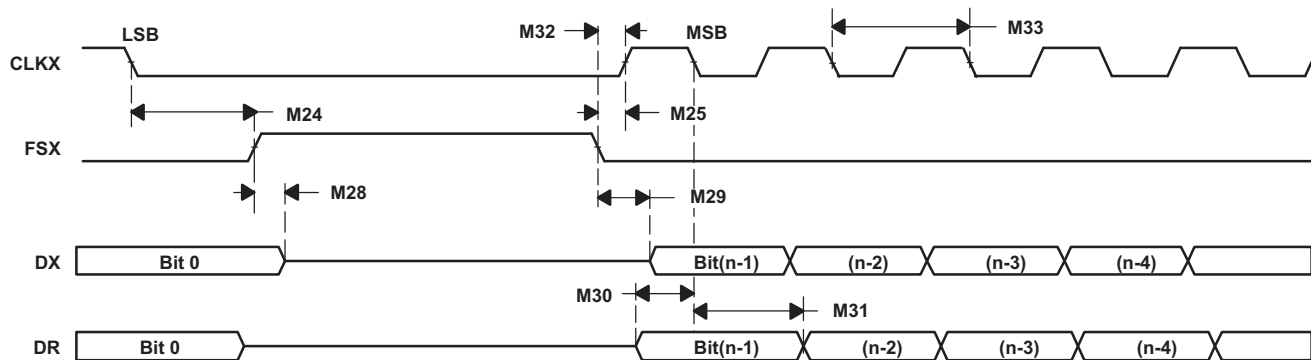 LSB M32 MSB M33
CLKX
M24 M25
FSX
M28 M29
DX Bit 0 Bit(n-1) (n-2) (n-3) (n-4)
M30 M31
DR Bit 0 Bit(n-1) (n-2) (n-3) (n-4)